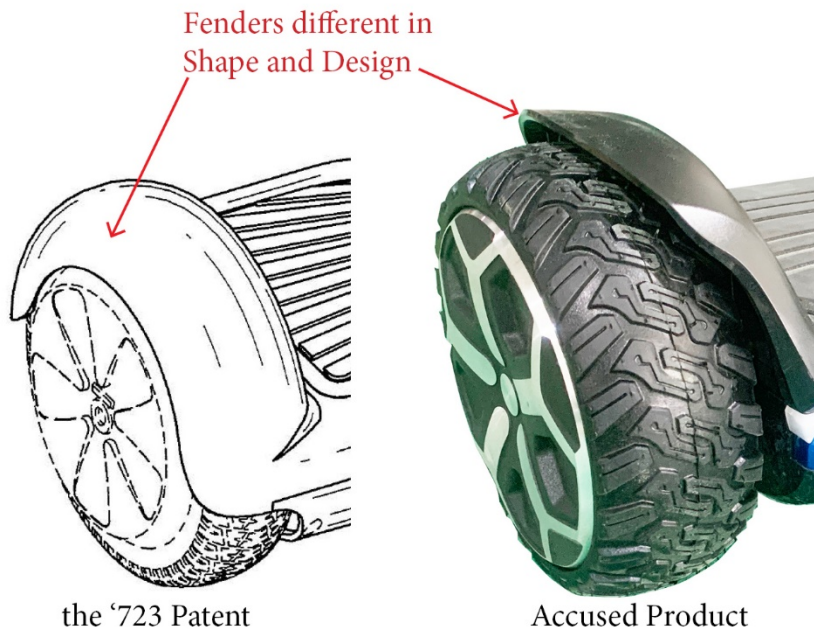 Fenders different in
Shape and Design
the ‘723 Patent
Accused Product